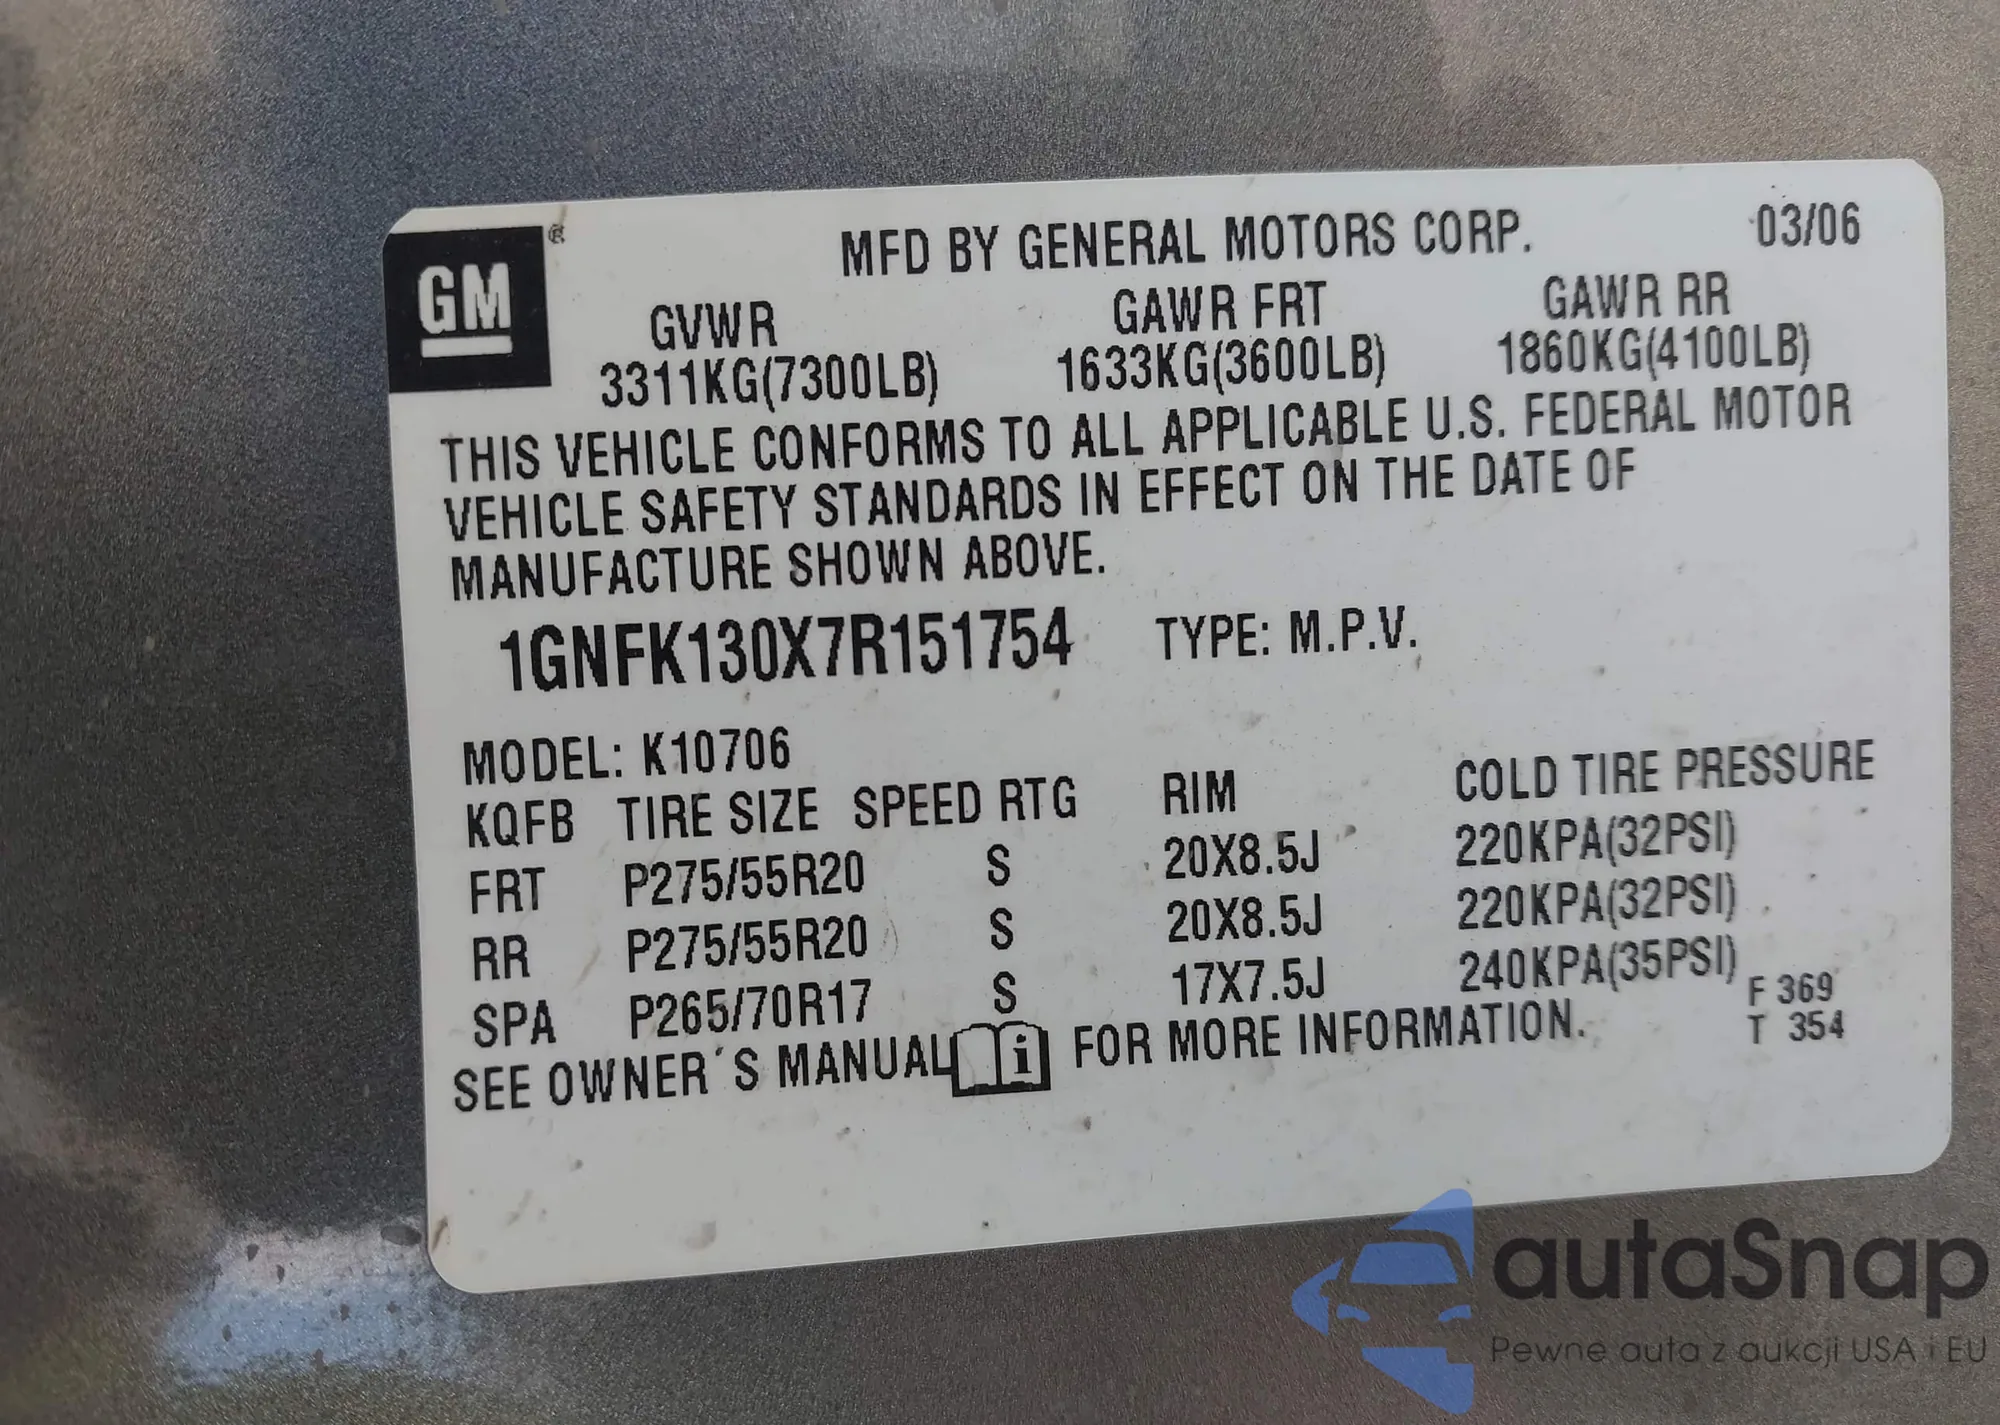 GM®
MFD BY GENERAL MOTORS CORP. 03/06
GVWR GAWR FRT GAWR RR
3311KG(7300LB) 1633KG(3600LB) 1860KG(4100LB)
THIS VEHICLE CONFORMS TO ALL APPLICABLE U.S. FEDERAL MOTOR
VEHICLE SAFETY STANDARDS IN EFFECT ON THE DATE OF
MANUFACTURE SHOWN ABOVE.
1GNFK130X7R151754 TYPE: M.P.V.
MODEL: K10706
KQFB TIRE SIZE SPEED RTG RIM COLD TIRE PRESSURE
FRT P275/55R20 S 20X8.5J 220KPA(32PSI)
RR P275/55R20 S 20X8.5J 220KPA(32PSI)
SPA P265/70R17 S 17X7.5J 240KPA(35PSI)
SEE OWNER´S MANUAL i FOR MORE INFORMATION.
F 369
T 354
autaSnap
Pewne auta z aukcji USA i EU